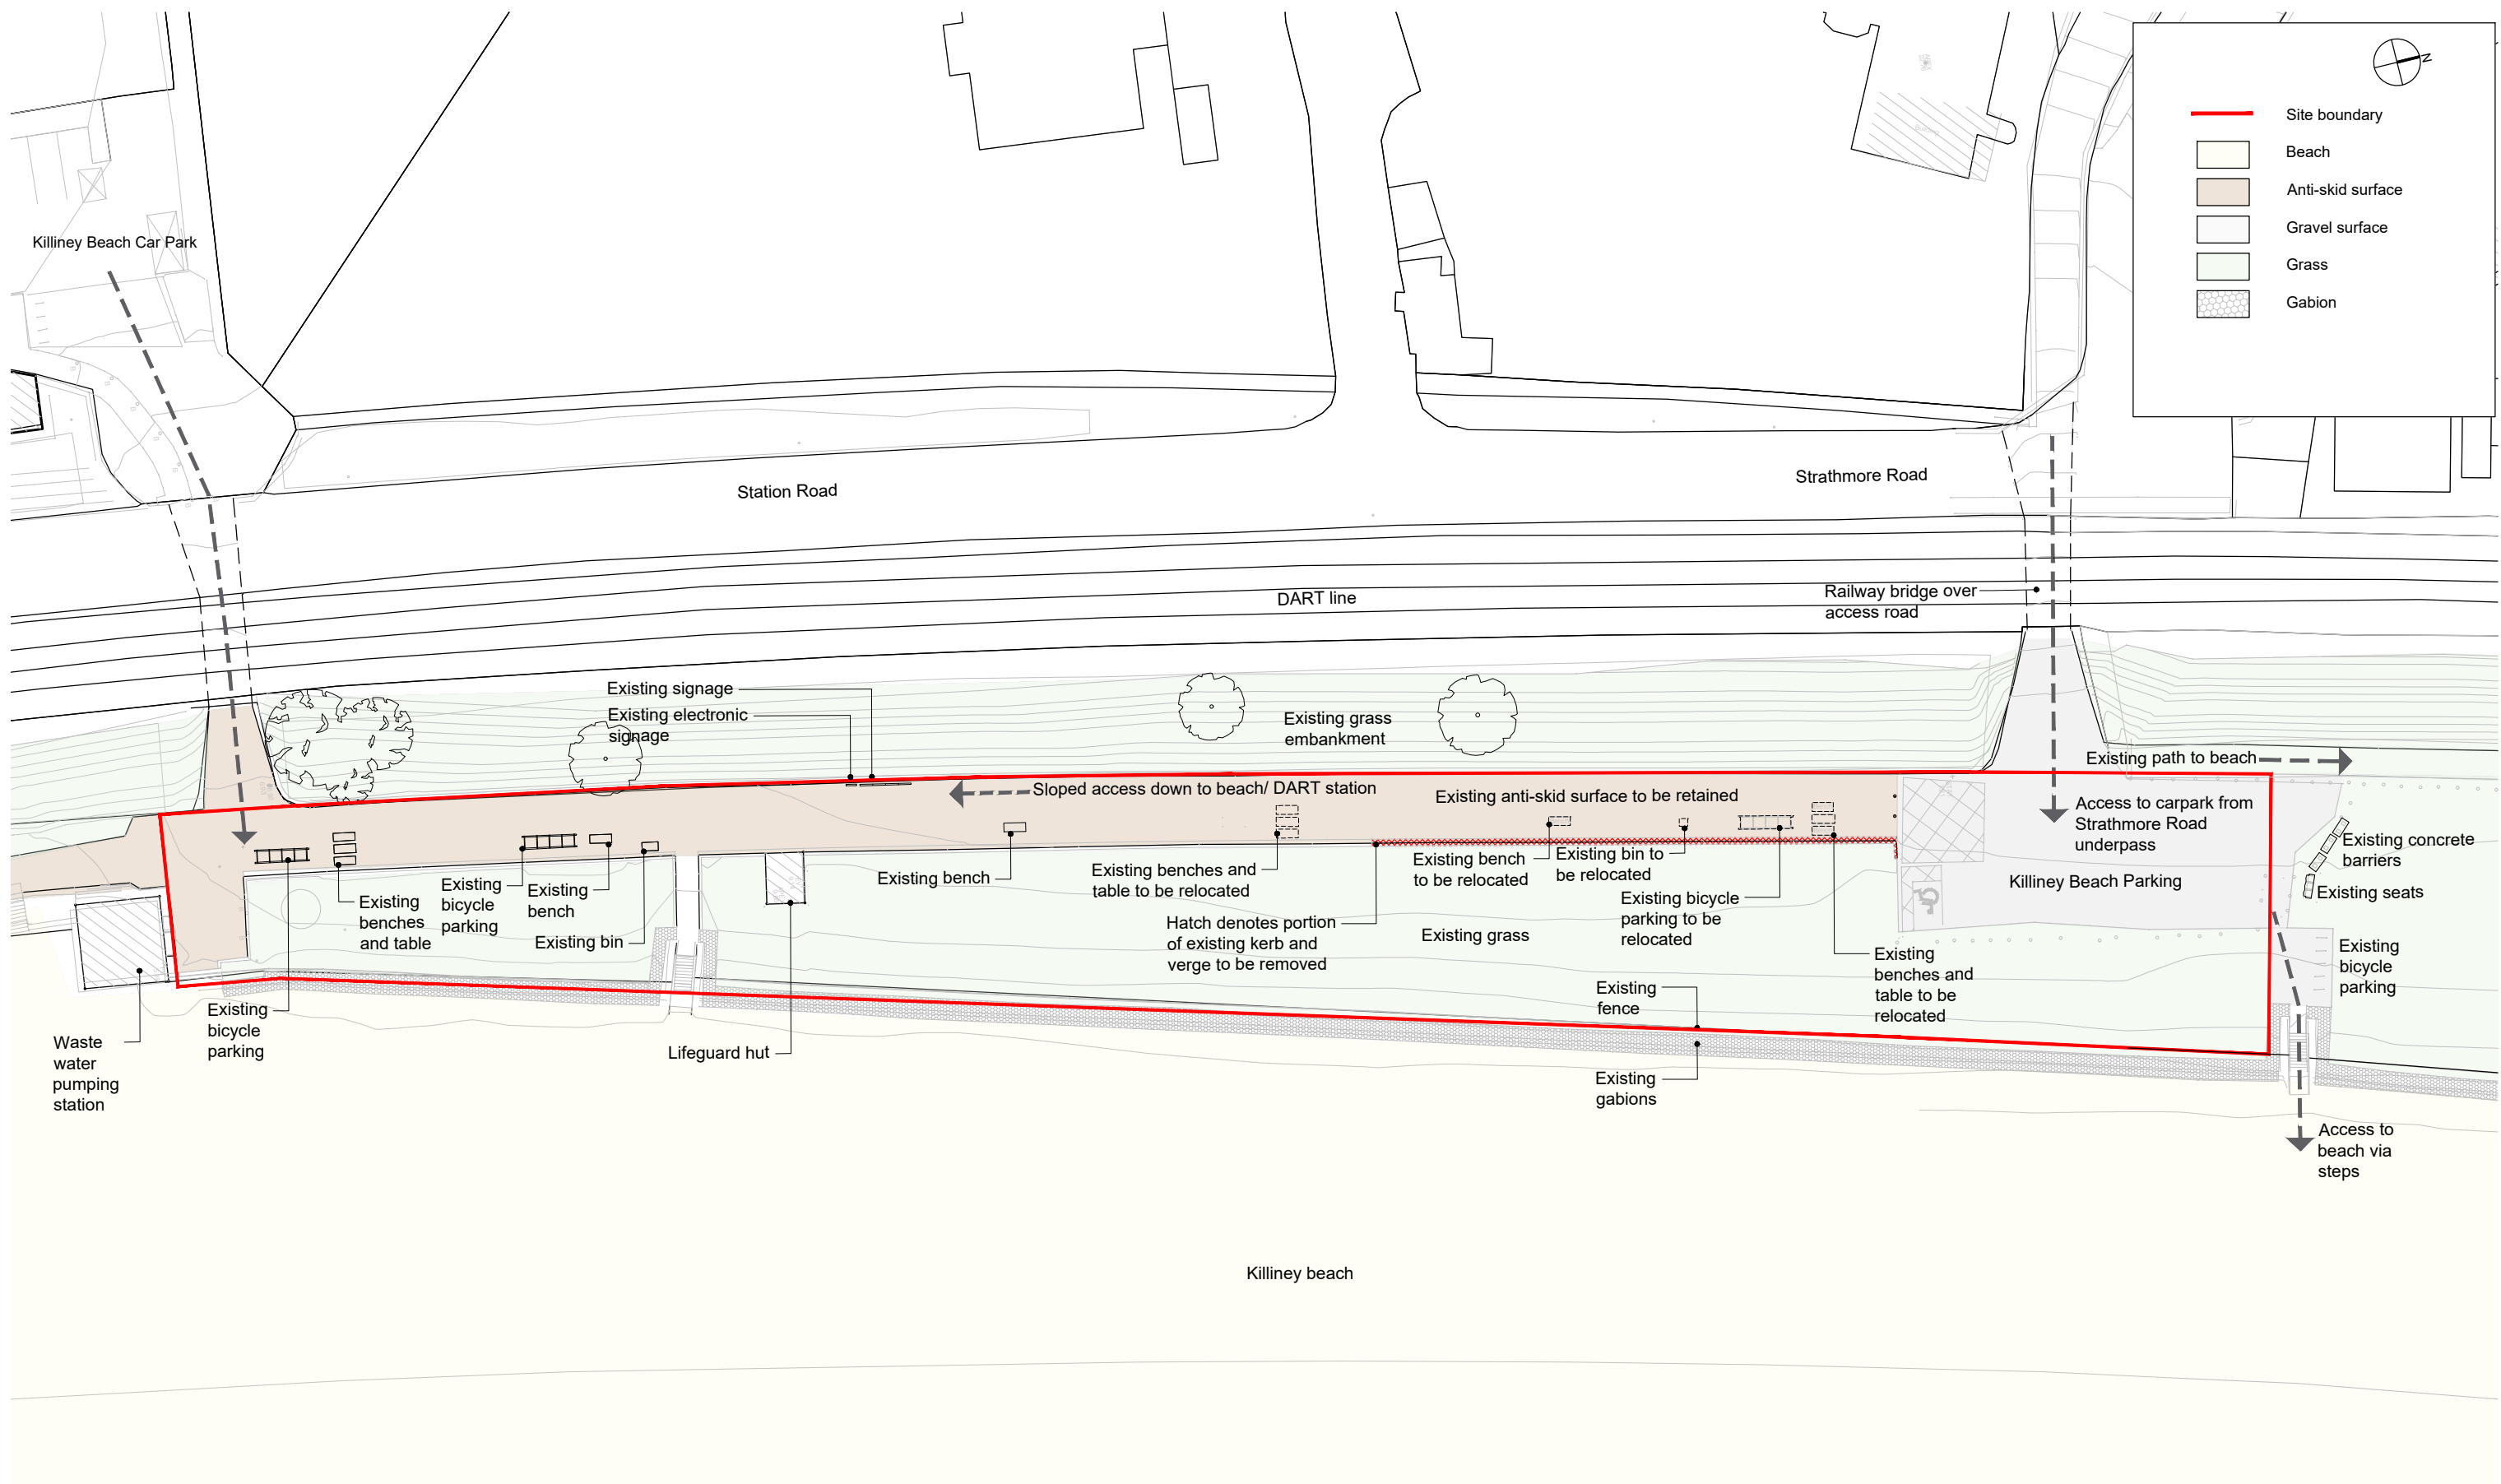 N
Site boundary
Beach
Anti-skid surface
Gravel surface
Grass
Gabion
Killiney Beach Car Park
Station Road
Strathmore Road
DART line
Railway bridge over
access road
Existing signage
Existing electronic
signage
Existing grass
embankment
Existing path to beach
Sloped access down to beach/ DART station
Existing anti-skid surface to be retained
Access to carpark from
Strathmore Road
underpass
Existing concrete
barriers
Existing seats
Killiney Beach Parking
Existing bench
to be relocated
Existing bin to
be relocated
Existing benches and
table to be relocated
Existing bench
Existing
bicycle
parking
Existing
bench
Existing
benches
and table
Existing bin
Existing bicycle
parking to be
relocated
Hatch denotes portion
of existing kerb and
verge to be removed
Existing grass
Existing
benches and
table to be
relocated
Existing
bicycle
parking
Existing
fence
Existing
bicycle
parking
Waste
water
pumping
station
Lifeguard hut
Existing
gabions
Access to
beach via
steps
Killiney beach